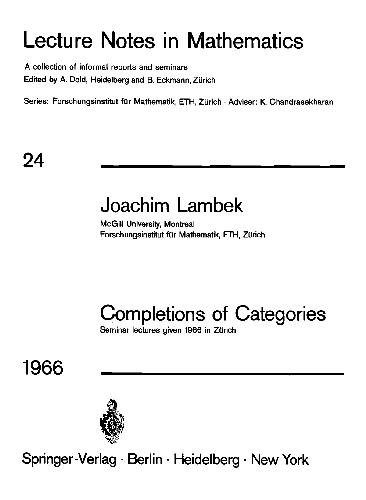 Lecture Notes in Mathematics
A collection of informal reports and seminars
Edited by A. Dold, Heidelberg and B. Eckmann, Zürich
Series: Forschungsinstitut für Mathematik, ETH, Zürich · Adviser: K. Chandrasekharan
24
Joachim Lambek
McGill University, Montreal
Forschungsinstitut für Mathematik, ETH, Zürich
Completions of Categories
Seminar lectures given 1966 in Zürich
1966
Springer-Verlag · Berlin · Heidelberg · New York